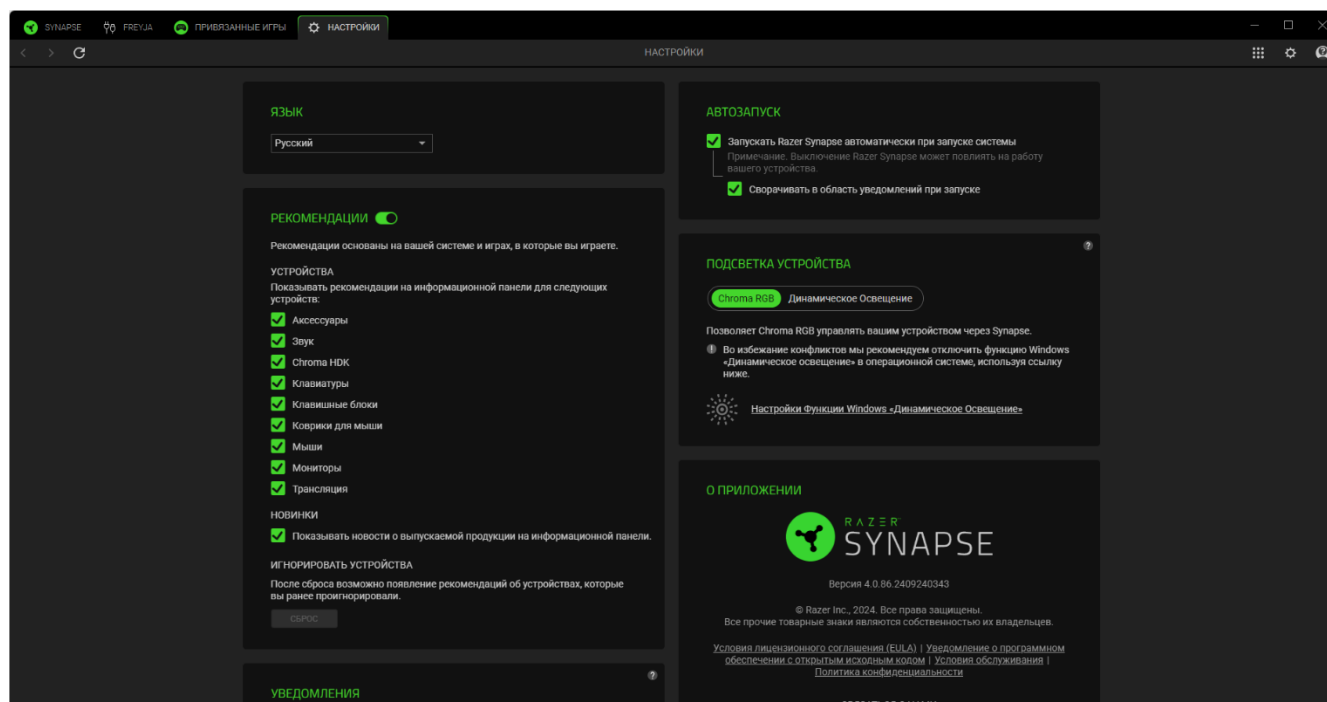 SYNAPSE
FREYJA
ПРИВЯЗАННЫЕ ИГРЫ
НАСТРОЙКИ
НАСТРОЙКИ
ЯЗЫК
Русский
РЕКОМЕНДАЦИИ
Рекомендации основаны на вашей системе и играх, в которые вы играете.
УСТРОЙСТВА
Показывать рекомендации на информационной панели для следующих
устройств:
Аксессуары
Звук
Chroma HDK
Клавиатуры
Клавишные блоки
Коврики для мыши
Мыши
Мониторы
Трансляция
НОВИНКИ
Показывать новости о выпускаемой продукции на информационной панели.
ИГНОРИРОВАТЬ УСТРОЙСТВА
После сброса возможно появление рекомендаций об устройствах, которые
вы ранее проигнорировали.
СБРОС
УВЕДОМЛЕНИЯ
АВТОЗАПУСК
Запускать Razer Synapse автоматически при запуске системы
Примечание. Выключение Razer Synapse может повлиять на работу
вашего устройства.
Сворачивать в область уведомлений при запуске
ПОДСВЕТКА УСТРОЙСТВА
Chroma RGB
Динамическое Освещение
Позволяет Chroma RGB управлять вашим устройством через Synapse.
Во избежание конфликтов мы рекомендуем отключить функцию Windows
«Динамическое освещение» в операционной системе, используя ссылку
ниже.
Настройки Функции Windows «Динамическое Освещение»
О ПРИЛОЖЕНИИ
RAZER
SYNAPSE
Версия 4.0.86.2409240343
© Razer Inc., 2024. Все права защищены.
Все прочие товарные знаки являются собственностью их владельцев.
Условия лицензионного соглашения (EULA) | Уведомление о программном
обеспечении с открытым исходным кодом | Условия обслуживания |
Политика конфиденциальности